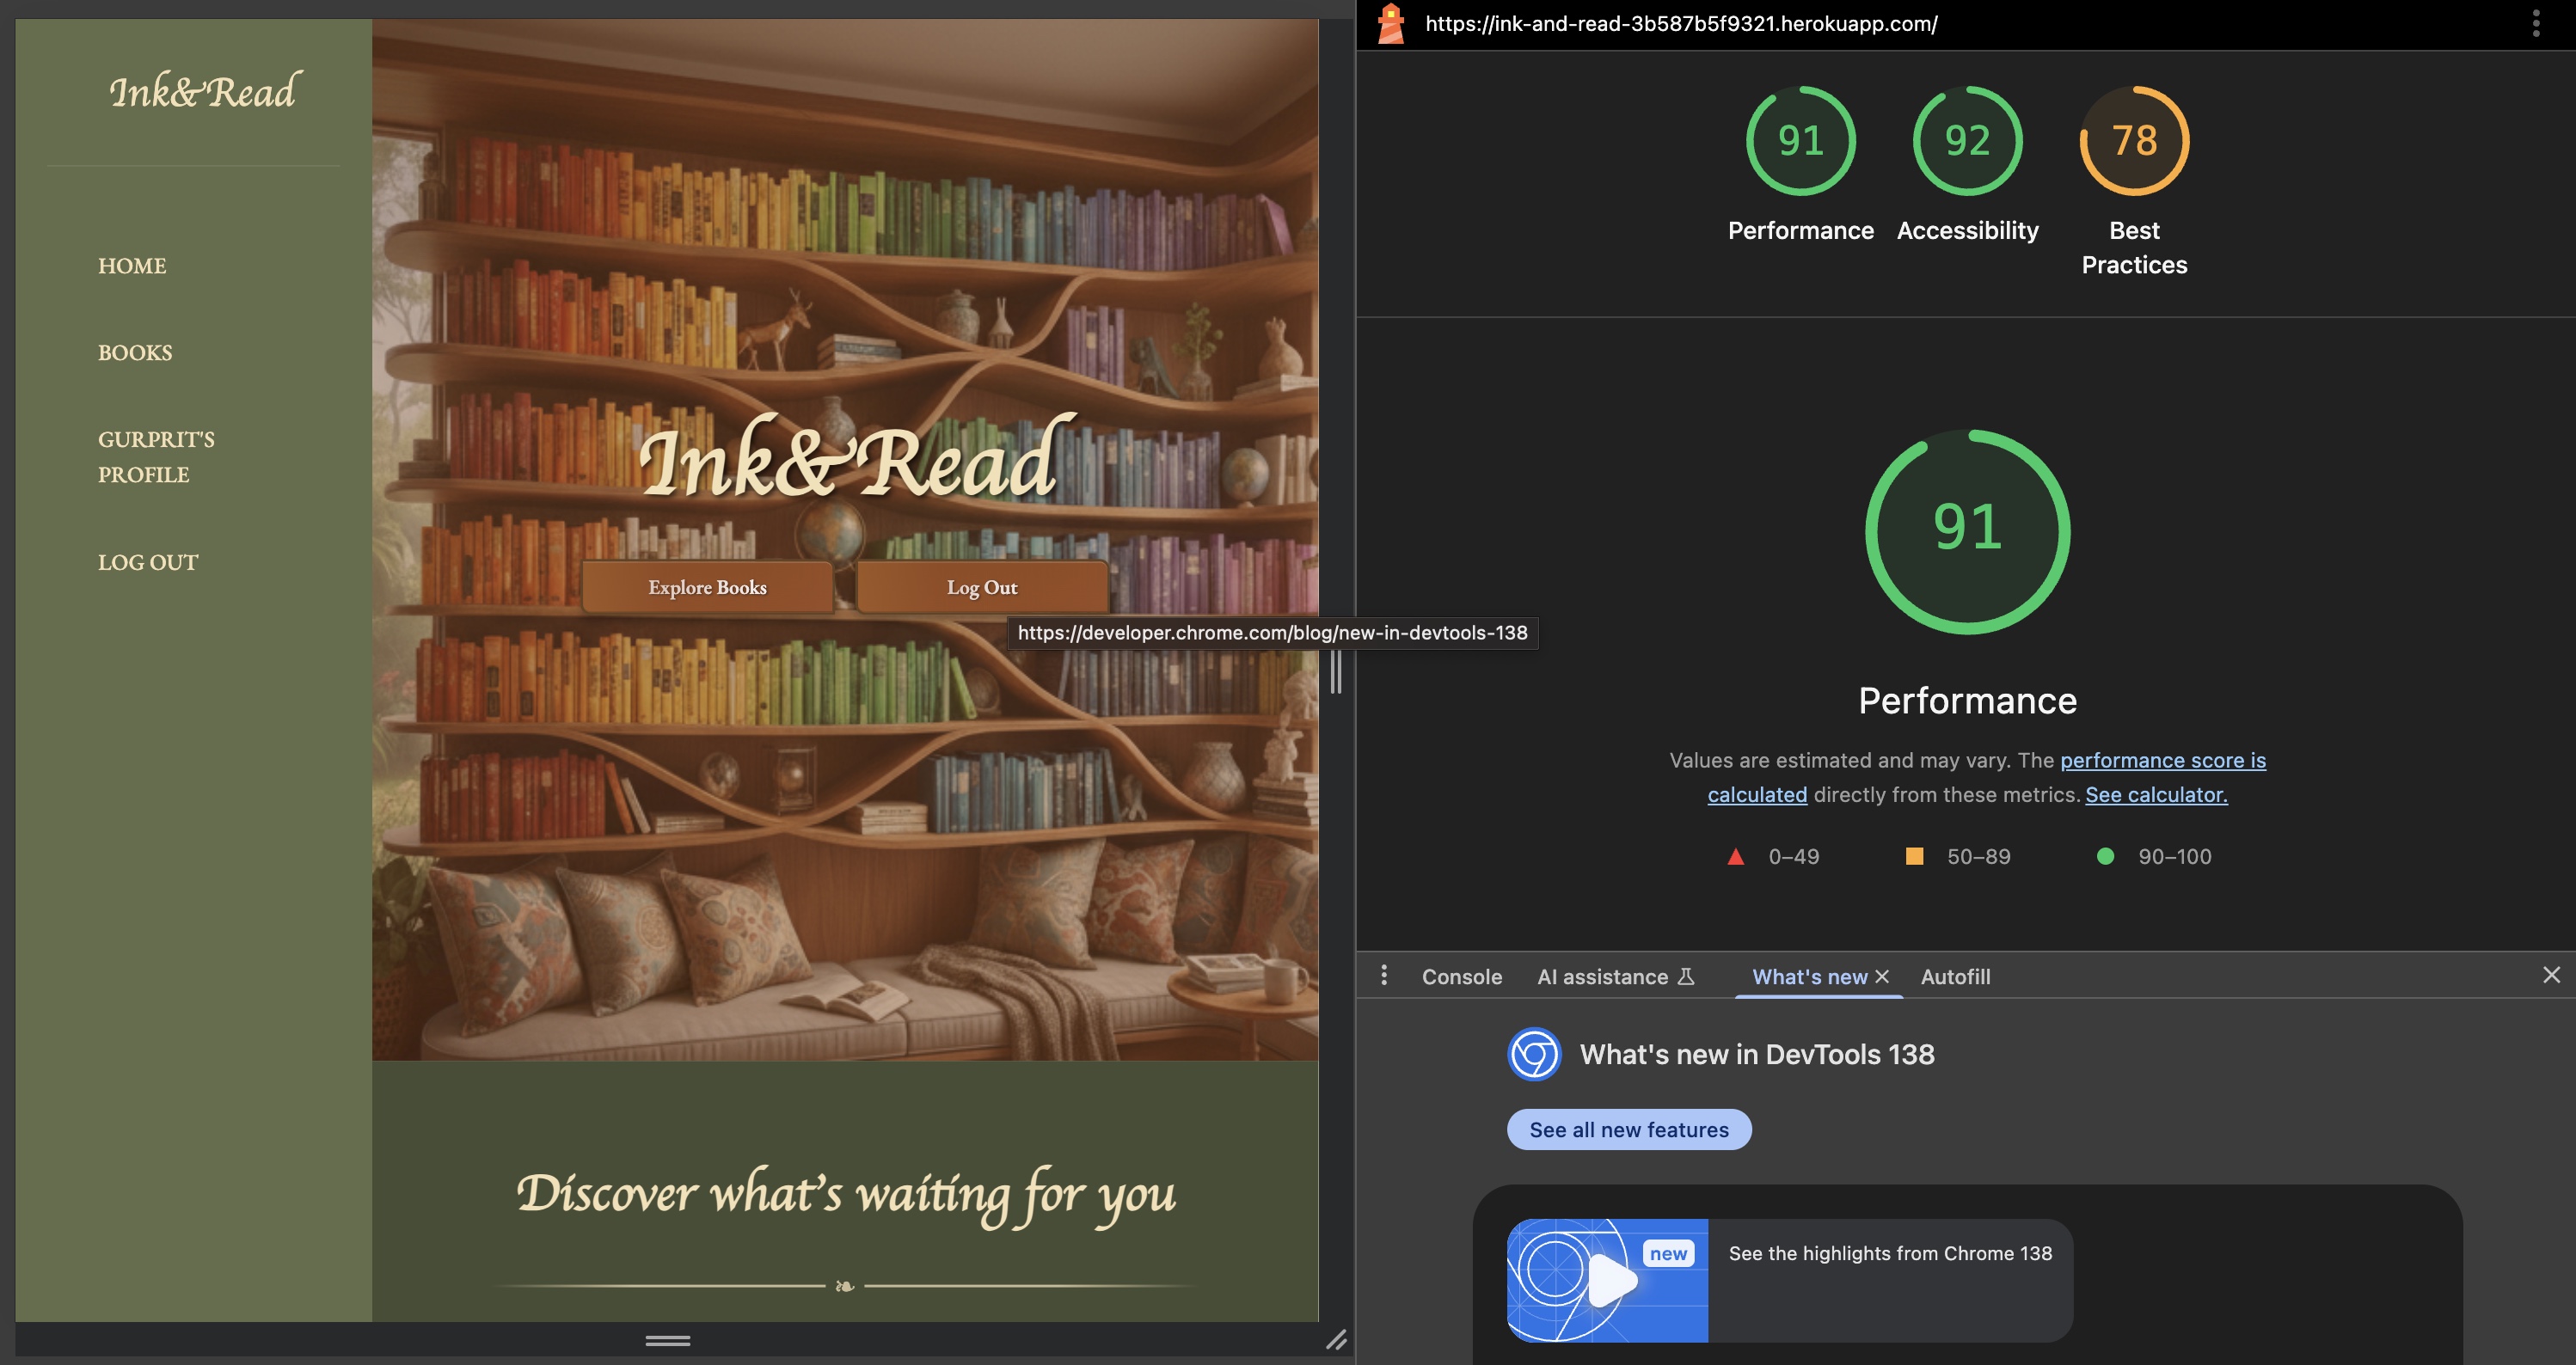 Ink&Read
HOME
BOOKS
GURPRIT'S
PROFILE
LOG OUT
Ink&Read
Explore Books
Log Out
Discover what's waiting for you
https://developer.chrome.com/blog/new-in-devtools-138
https://ink-and-read-3b587b5f9321.herokuapp.com/
91
92
78
Performance
Accessibility
Best
Practices
91
Performance
Values are estimated and may vary. The performance score is
calculated directly from these metrics. See calculator.
0–49
50–89
90–100
Console
AI assistance
What's new
Autofill
What's new in DevTools 138
See all new features
new
See the highlights from Chrome 138